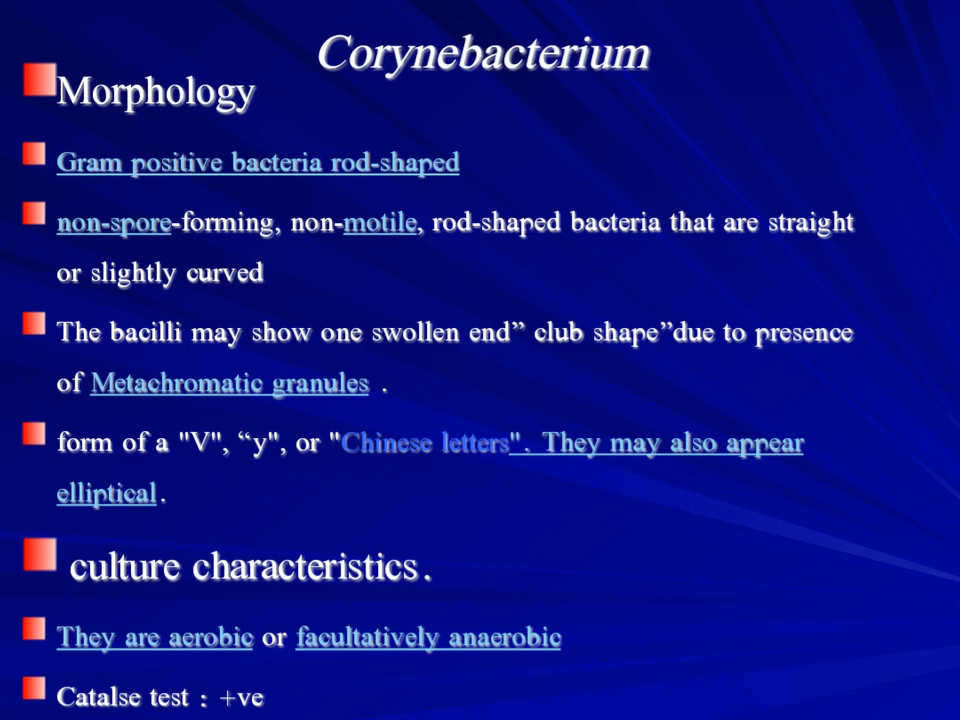 Corynebacterium
Morphology
Gram positive bacteria rod-shaped
non-spore-forming, non-motile, rod-shaped bacteria that are straight
or slightly curved
The bacilli may show one swollen end” club shape”due to presence
of Metachromatic granules .
form of a "V", “y", or "Chinese letters". They may also appear
elliptical.
culture characteristics.
They are aerobic or facultatively anaerobic
Catalse test : +ve